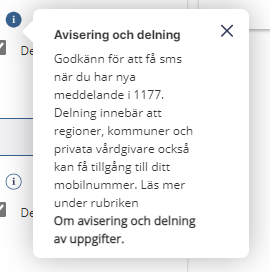 Avisering och delning
Godkänn för att få sms
när du har nya
meddelande i 1177.
Delning innebär att
regioner, kommuner och
privata vårdgivare också
kan få tillgång till ditt
mobilnummer. Läs mer
under rubriken
Om avisering och delning
av uppgifter.
De
De